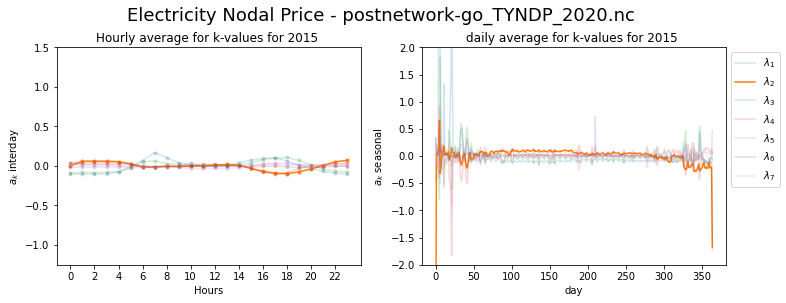 Electricity Nodal Price - postnetwork-go_TYNDP_2020.nc
Hourly average for k-values for 2015
daily average for k-values for 2015
1.5
1.0
0.5
0.0
−0.5
−1.0
a_k interday
0 2 4 6 8 10 12 14 16 18 20 22
Hours
2.0
1.5
1.0
0.5
0.0
−0.5
−1.0
−1.5
−2.0
a_k seasonal
0 50 100 150 200 250 300 350
day
λ₁
λ₂
λ₃
λ₄
λ₅
λ₆
λ₇